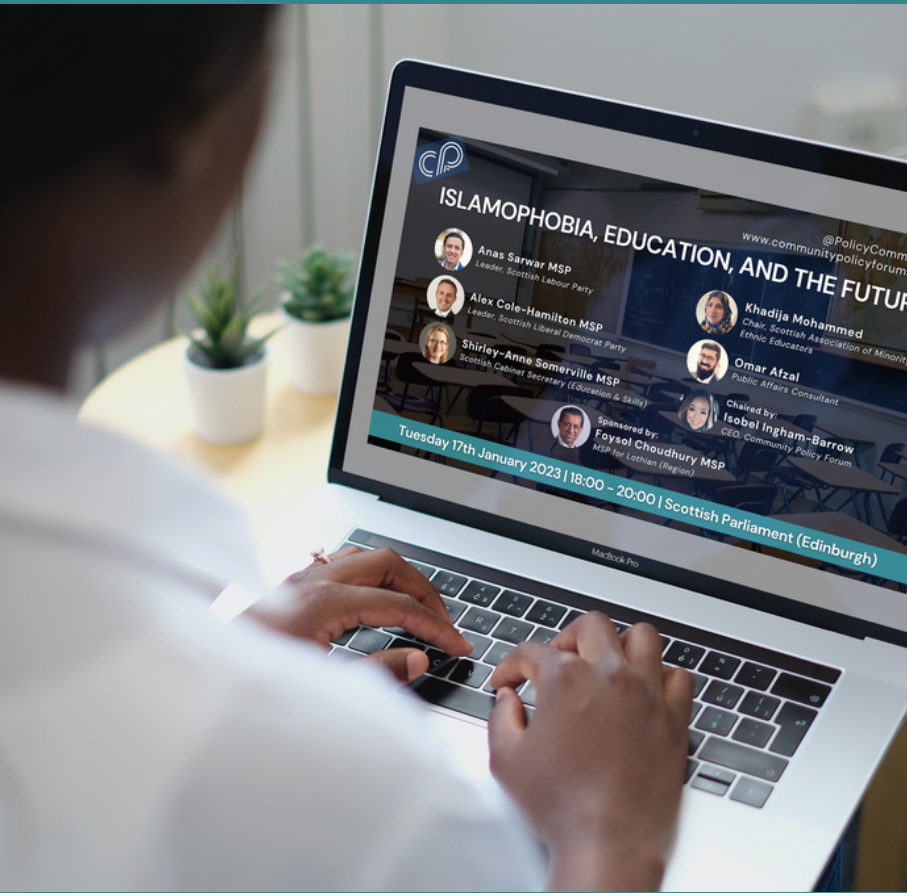 cp
ISLAMOPHOBIA, EDUCATION, AND THE FUTUR
@PolicyComm
www.communitypolicyforum
Anas Sarwar MSP
Leader, Scottish Labour Party
Alex Cole-Hamilton MSP
Leader, Scottish Liberal Democrat Party
Shirley-Anne Somerville MSP
Scottish Cabinet Secretary (Education & Skills)
Khadija Mohammed
Chair, Scottish Association of Minority
Ethnic Educators
Omar Afzal
Public Affairs Consultant
Chaired by:
Isobel Ingham-Barrow
CEO, Community Policy Forum
Sponsored by:
Foysol Choudhury MSP
MSP for Lothian (Region)
Tuesday 17th January 2023 | 18:00 - 20:00 | Scottish Parliament (Edinburgh)
MacBook Pro